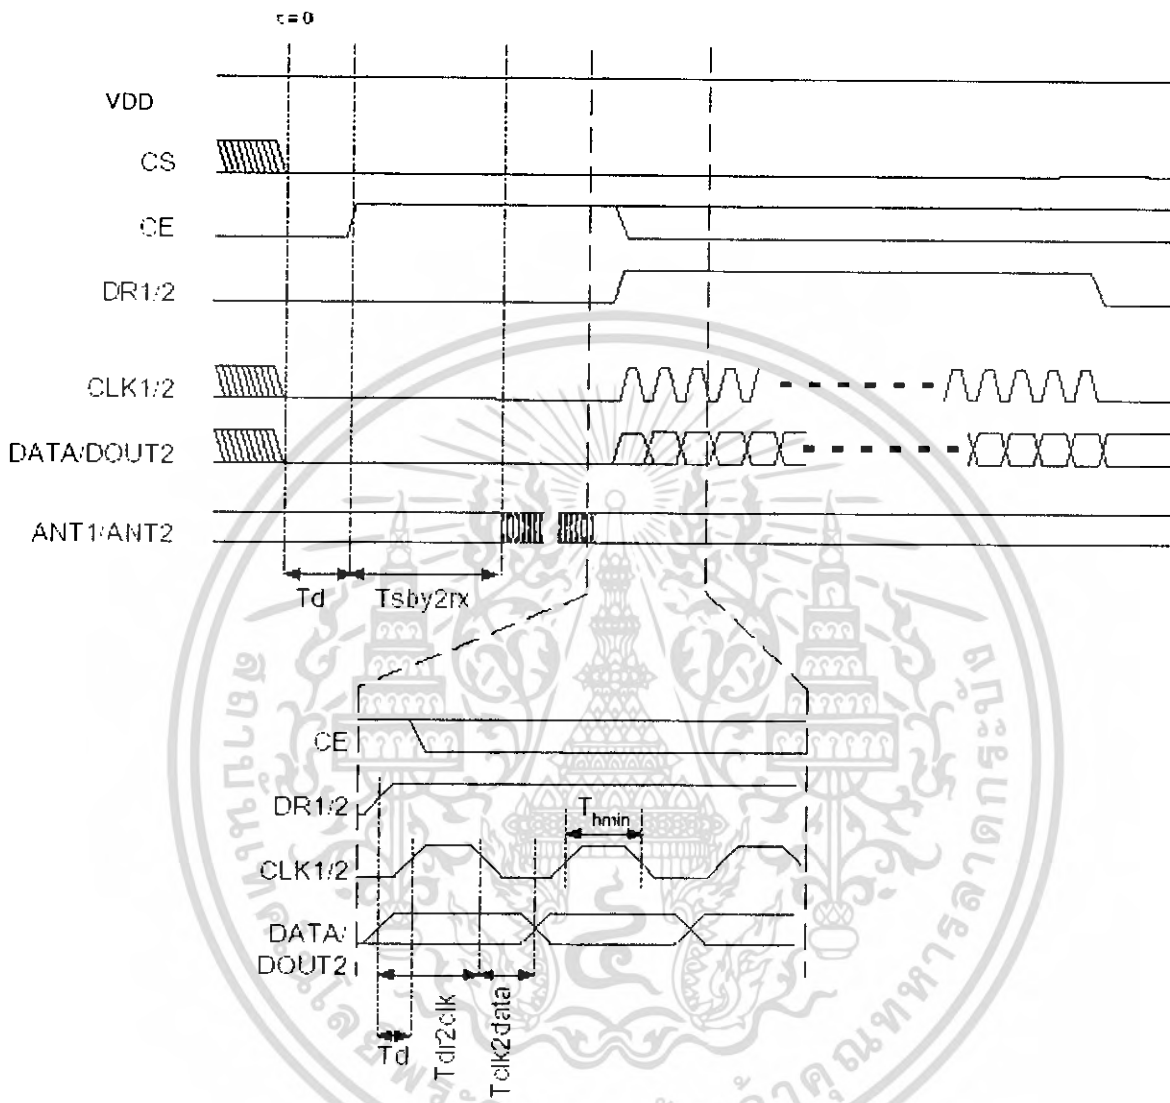 t = 0
VDD
CS
CE
DR1/2
CLK1/2
DATA/DOUT2
ANT1/ANT2
Td
Tsby2rx
CE
DR1/2
Thmin
CLK1/2
DATA/
DOUT2
Td
Tdr2clk
Tclk2data